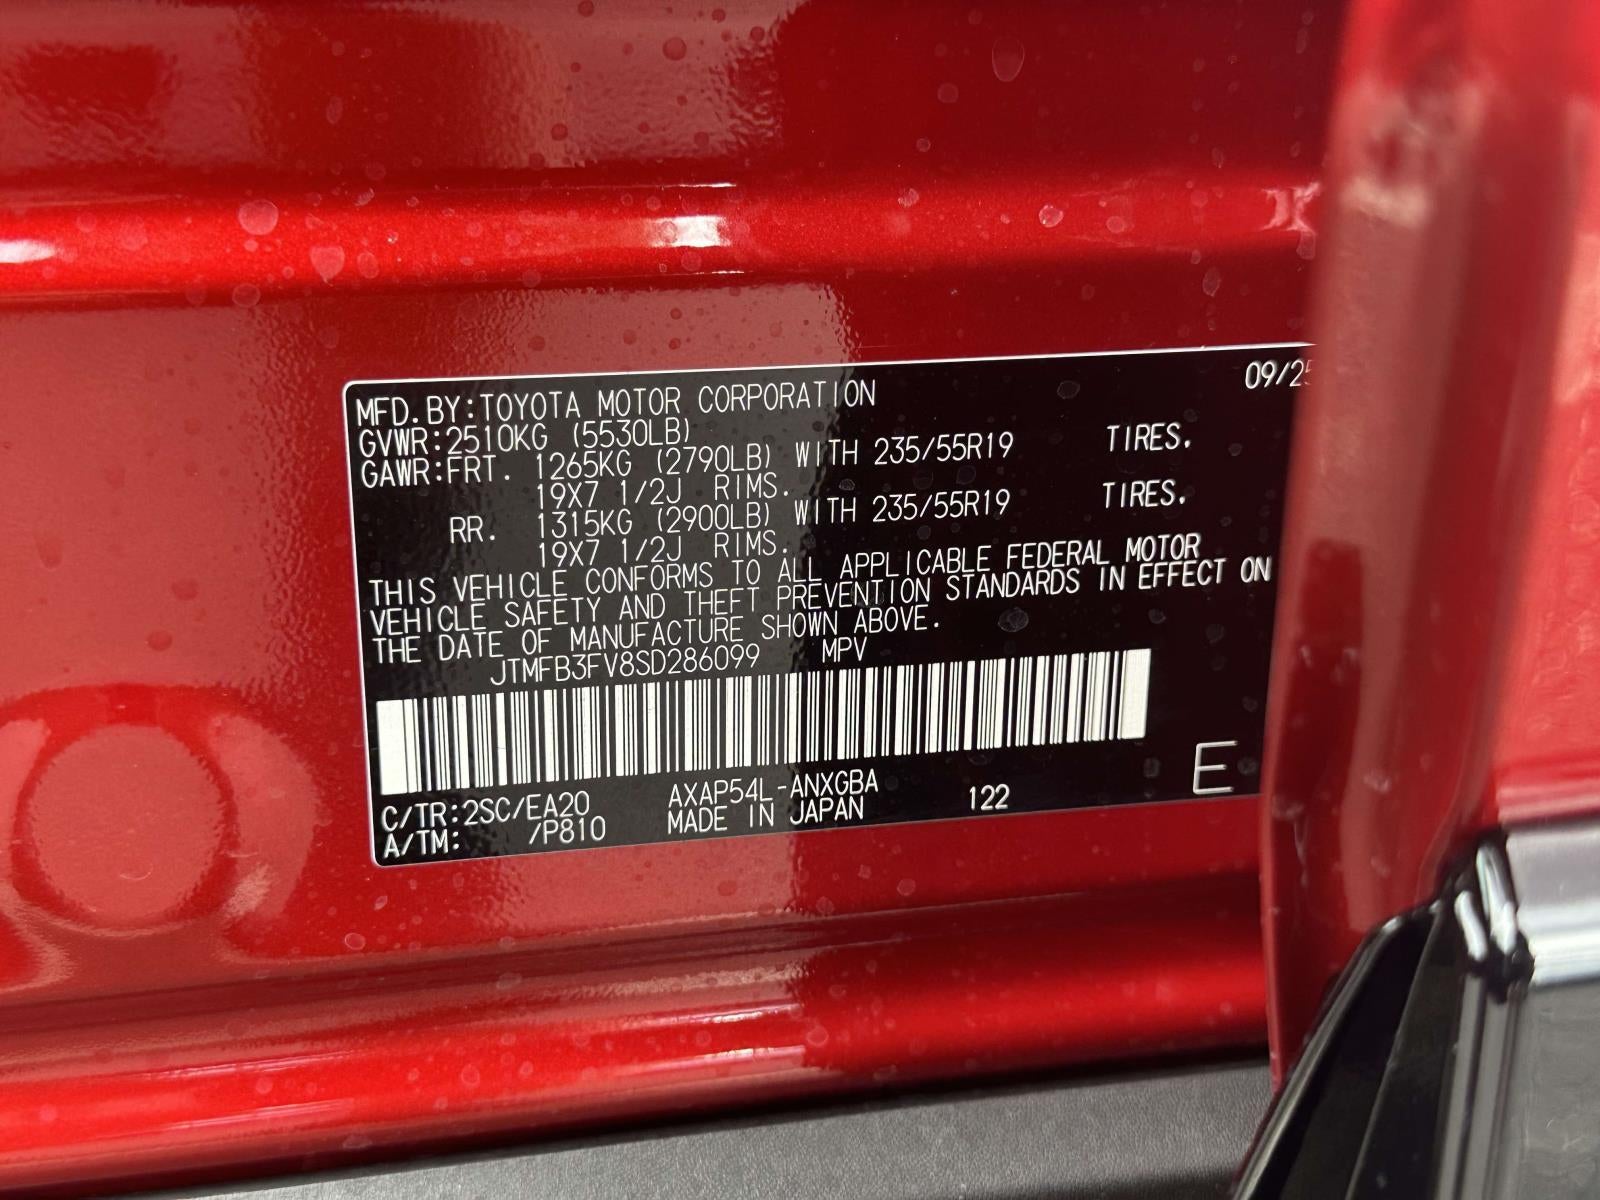 MFD.BY:TOYOTA MOTOR CORPORATION 09/25
GVWR:2510KG (5530LB)
GAWR:FRT. 1265KG (2790LB) WITH 235/55R19 TIRES.
19X7 1/2J RIMS.
RR. 1315KG (2900LB) WITH 235/55R19 TIRES.
19X7 1/2J RIMS.
THIS VEHICLE CONFORMS TO ALL APPLICABLE FEDERAL MOTOR
VEHICLE SAFETY AND THEFT PREVENTION STANDARDS IN EFFECT ON
THE DATE OF MANUFACTURE SHOWN ABOVE.
JTMFB3FV8SD286099 MPV
C/TR:2SC/EA20 AXAP54L-ANXGBA
A/TM: /P810 MADE IN JAPAN 122 E